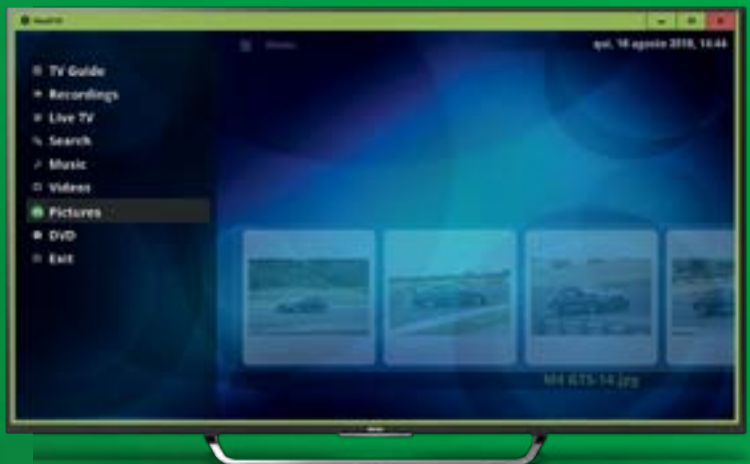 qui, 16 agosto 2018, 14:44
TV Guide
Recordings
Live TV
Search
Music
Videos
Pictures
DVD
Exit
M4 GTS-14.jpg